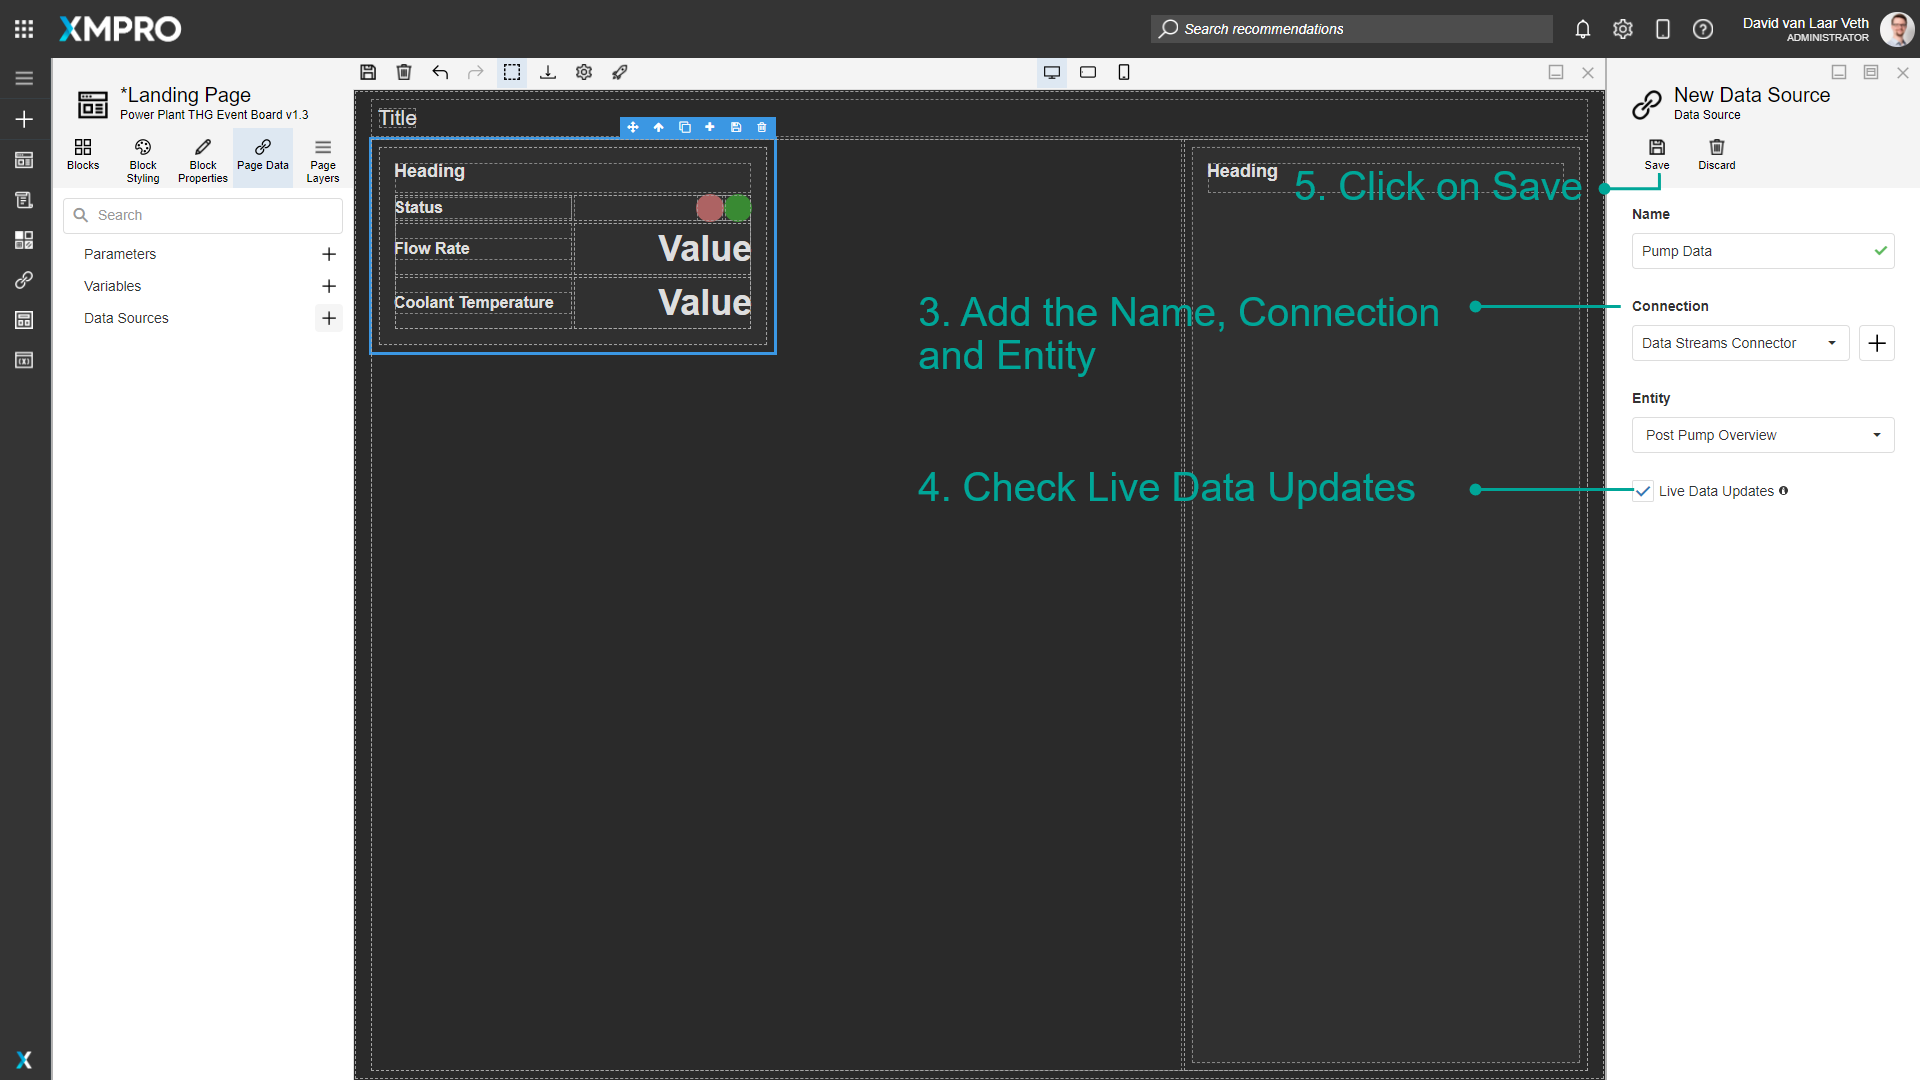 XMPRO
Search recommendations
David van Laar Veth
ADMINISTRATOR
*Landing Page
Power Plant THG Event Board v1.3
Blocks
Block
Styling
Block
Properties
Page Data
Page
Layers
Search
Parameters
Variables
Data Sources
Title
Heading
Status
Flow Rate
Value
Coolant Temperature
Value
Heading
5. Click on Save
3. Add the Name, Connection
and Entity
4. Check Live Data Updates
New Data Source
Data Source
Save
Discard
Name
Pump Data
Connection
Data Streams Connector
Entity
Post Pump Overview
Live Data Updates